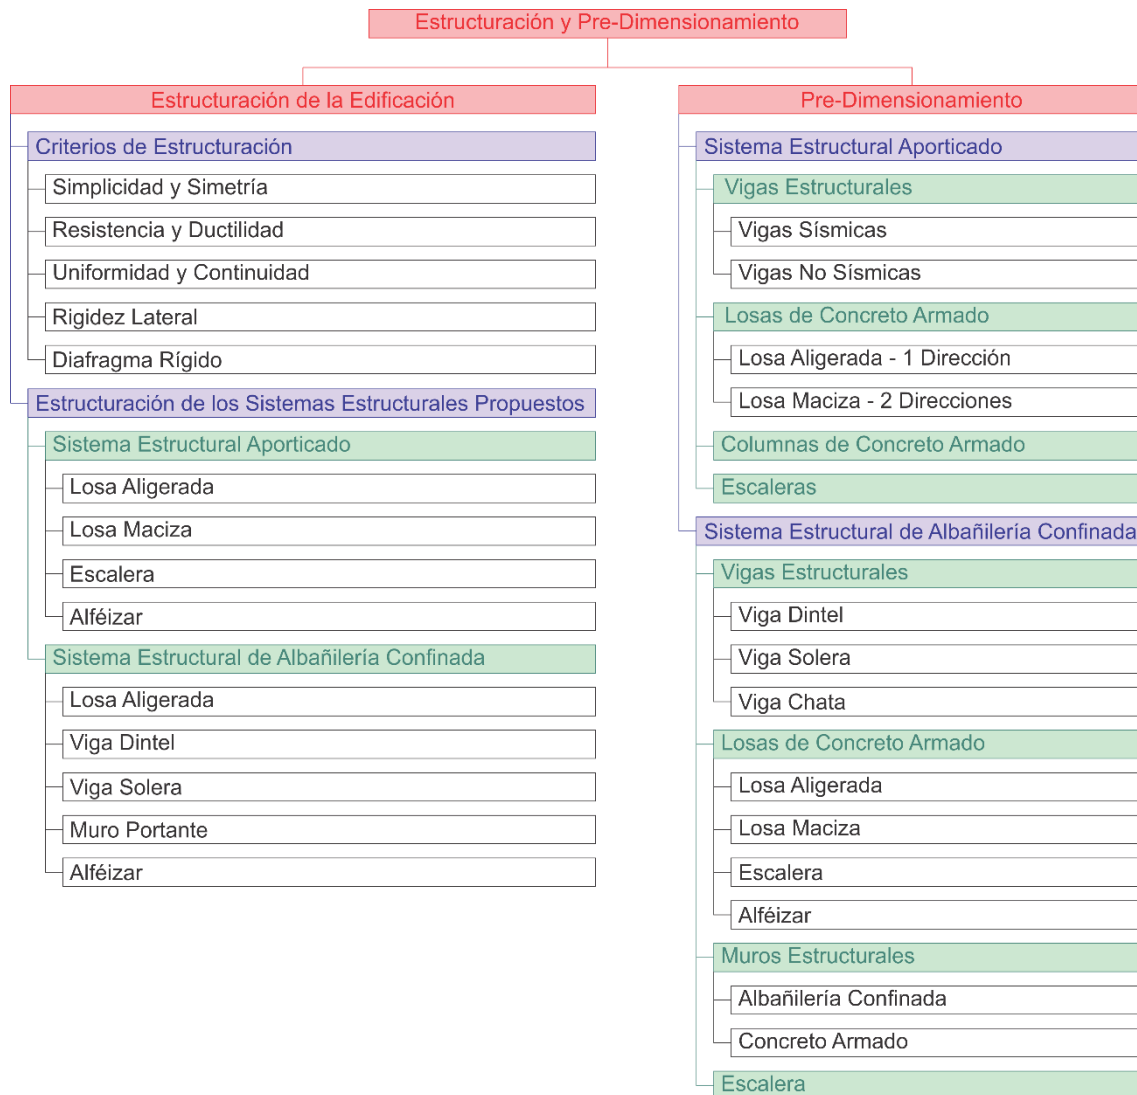 Estructuración y Pre-Dimensionamiento
Estructuración de la Edificación
Criterios de Estructuración
Simplicidad y Simetría
Resistencia y Ductilidad
Uniformidad y Continuidad
Rigidez Lateral
Diafragma Rígido
Estructuración de los Sistemas Estructurales Propuestos
Sistema Estructural Aporticado
Losa Aligerada
Losa Maciza
Escalera
Alféizar
Sistema Estructural de Albañilería Confinada
Losa Aligerada
Viga Dintel
Viga Solera
Muro Portante
Alféizar
Pre-Dimensionamiento
Sistema Estructural Aporticado
Vigas Estructurales
Vigas Sísmicas
Vigas No Sísmicas
Losas de Concreto Armado
Losa Aligerada - 1 Dirección
Losa Maciza - 2 Direcciones
Columnas de Concreto Armado
Escaleras
Sistema Estructural de Albañilería Confinada
Vigas Estructurales
Viga Dintel
Viga Solera
Viga Chata
Losas de Concreto Armado
Losa Aligerada
Losa Maciza
Escalera
Alféizar
Muros Estructurales
Albañilería Confinada
Concreto Armado
Escalera